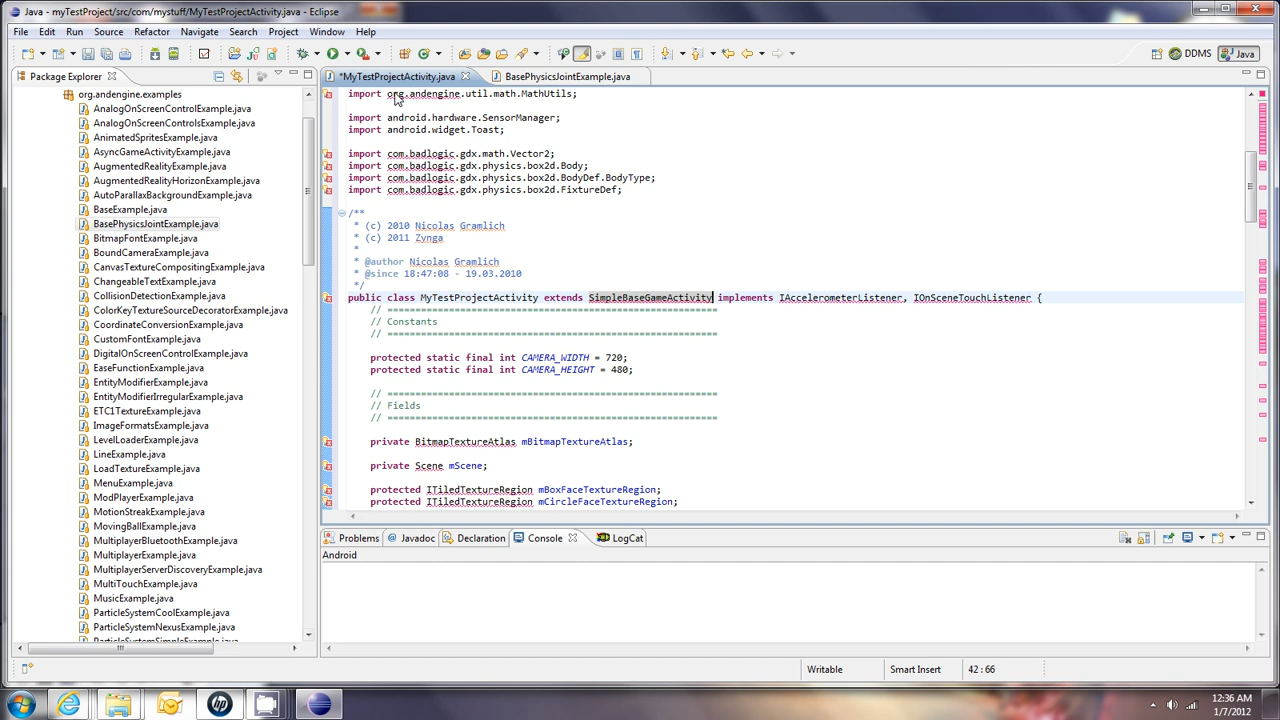 Java - myTestProject/src/com/mystuff/MyTestProjectActivity.java - Eclipse
File Edit Run Source Refactor Navigate Search Project Window Help
DDMS Java
Package Explorer
*MyTestProjectActivity.java BasePhysicsJointExample.java
org.andengine.examples
AnalogOnScreenControlExample.java
AnalogOnScreenControlsExample.java
AnimatedSpritesExample.java
AsyncGameActivityExample.java
AugmentedRealityExample.java
AugmentedRealityHorizonExample.java
AutoParallaxBackgroundExample.java
BaseExample.java
BasePhysicsJointExample.java
BitmapFontExample.java
BoundCameraExample.java
CanvasTextureCompositingExample.java
ChangeableTextExample.java
CollisionDetectionExample.java
ColorKeyTextureSourceDecoratorExample.java
CoordinateConversionExample.java
CustomFontExample.java
DigitalOnScreenControlExample.java
EaseFunctionExample.java
EntityModifierExample.java
EntityModifierIrregularExample.java
ETC1TextureExample.java
ImageFormatsExample.java
LevelLoaderExample.java
LineExample.java
LoadTextureExample.java
MenuExample.java
ModPlayerExample.java
MotionStreakExample.java
MovingBallExample.java
MultiplayerBluetoothExample.java
MultiplayerExample.java
MultiplayerServerDiscoveryExample.java
MultiTouchExample.java
MusicExample.java
ParticleSystemCoolExample.java
ParticleSystemNexusExample.java
ParticleSystemSimpleExample.java
import org.andengine.util.math.MathUtils;
import android.hardware.SensorManager;
import android.widget.Toast;
import com.badlogic.gdx.math.Vector2;
import com.badlogic.gdx.physics.box2d.Body;
import com.badlogic.gdx.physics.box2d.BodyDef.BodyType;
import com.badlogic.gdx.physics.box2d.FixtureDef;
/**
* (c) 2010 Nicolas Gramlich
* (c) 2011 Zynga
*
* @author Nicolas Gramlich
* @since 18:47:08 - 19.03.2010
*/
public class MyTestProjectActivity extends SimpleBaseGameActivity implements IAccelerometerListener, IOnSceneTouchListener {
// ===========================================================
// Constants
// ===========================================================
protected static final int CAMERA_WIDTH = 720;
protected static final int CAMERA_HEIGHT = 480;
// ===========================================================
// Fields
// ===========================================================
private BitmapTextureAtlas mBitmapTextureAtlas;
private Scene mScene;
protected ITiledTextureRegion mBoxFaceTextureRegion;
protected ITiledTextureRegion mCircleFaceTextureRegion;
Problems Javadoc Declaration Console LogCat
Android
Writable Smart Insert 42 : 66
12:36 AM
1/7/2012